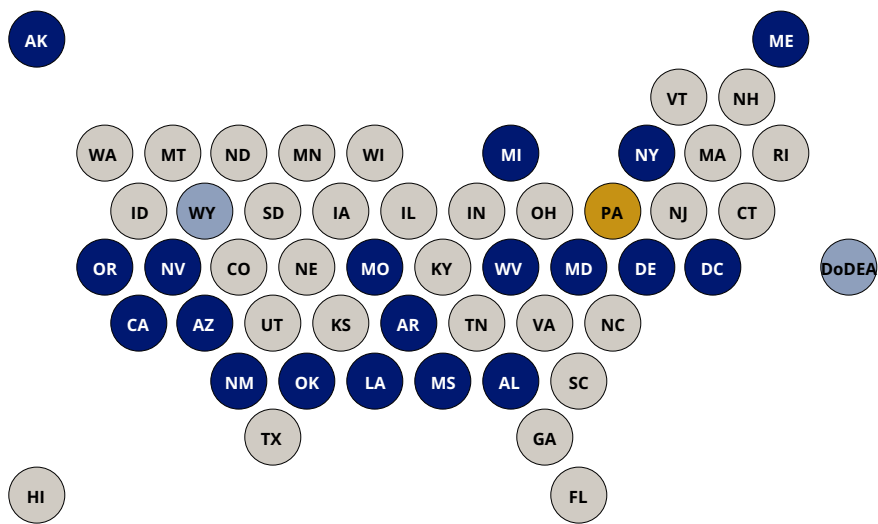 AK ME
VT NH
WA MT ND MN WI MI NY MA RI
ID WY SD IA IL IN OH PA NJ CT
OR NV CO NE MO KY WV MD DE DC DoDEA
CA AZ UT KS AR TN VA NC
NM OK LA MS AL SC
TX GA
HI FL